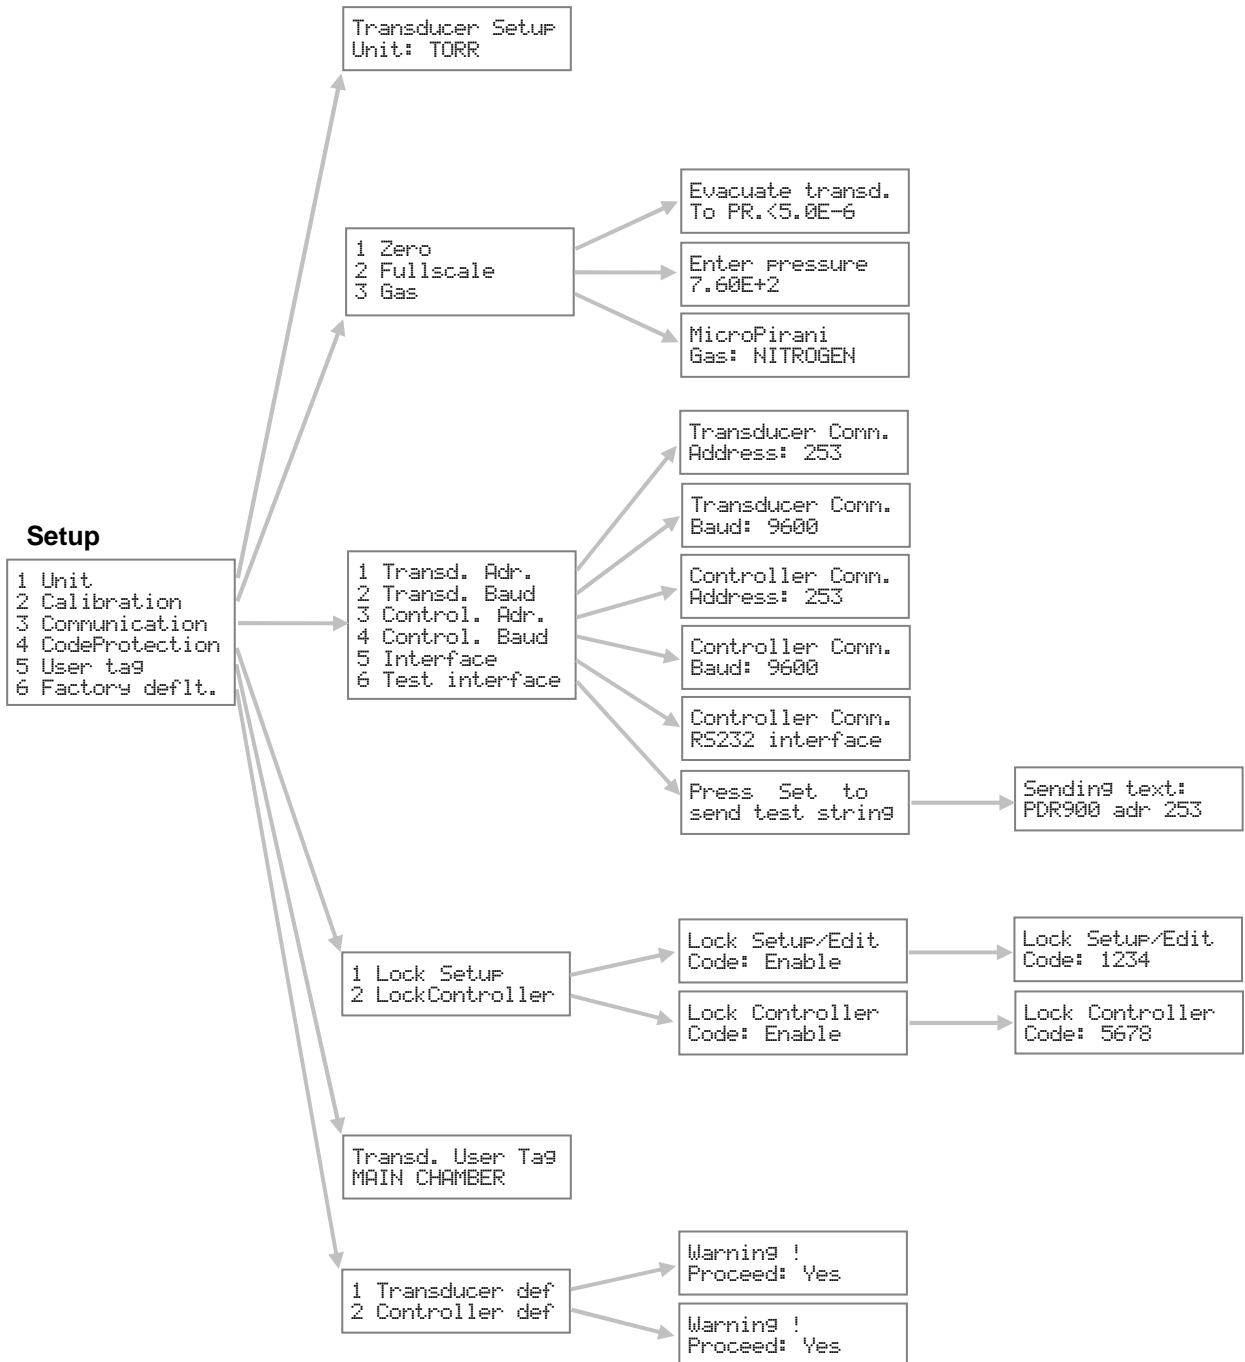 Transducer Setup
Unit: TORR
Evacuate transd.
To PR.<5.0E-6
1 Zero
2 Fullscale
3 Gas
Enter pressure
7.60E+2
MicroPirani
Gas: NITROGEN
Transducer Comm.
Address: 253
Transducer Comm.
Baud: 9600
Setup
1 Unit
2 Calibration
3 Communication
4 CodeProtection
5 User tag
6 Factory deflt.
1 Transd. Adr.
2 Transd. Baud
3 Control. Adr.
4 Control. Baud
5 Interface
6 Test interface
Controller Comm.
Address: 253
Controller Comm.
Baud: 9600
Controller Comm.
RS232 interface
Press Set to
send test string
Sending text:
PDR900 adr 253
1 Lock Setup
2 LockController
Lock Setup/Edit
Code: Enable
Lock Setup/Edit
Code: 1234
Lock Controller
Code: Enable
Lock Controller
Code: 5678
Transd. User Tag
MAIN CHAMBER
1 Transducer def
2 Controller def
Warning !
Proceed: Yes
Warning !
Proceed: Yes